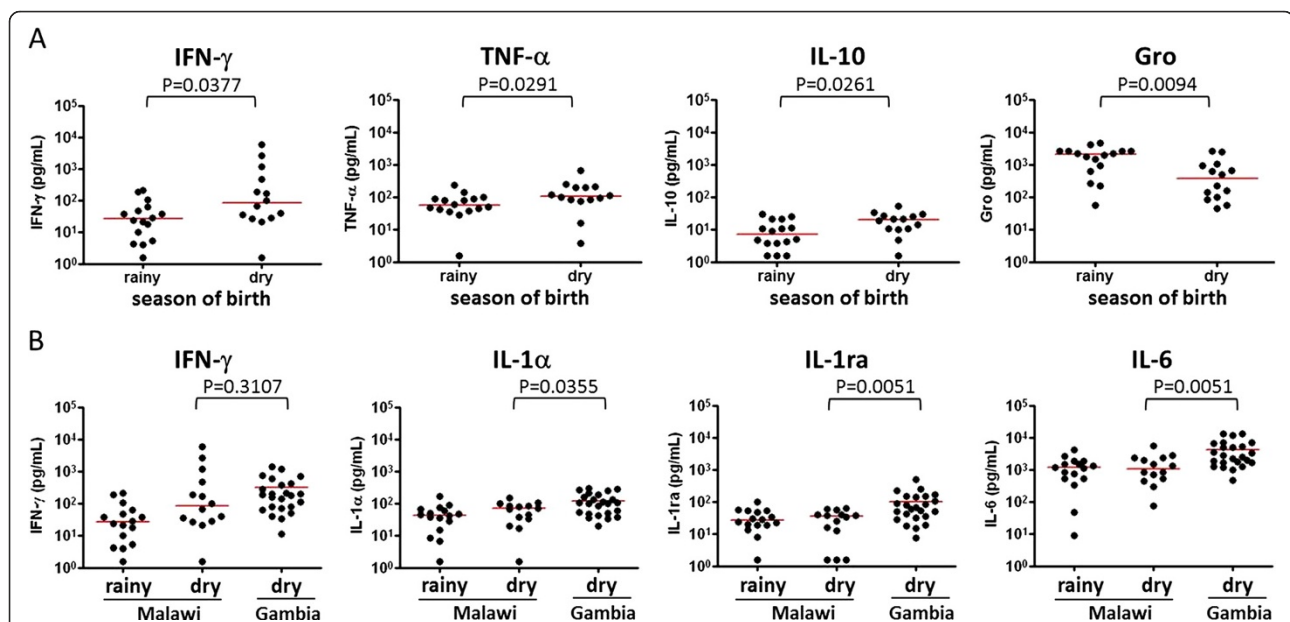 A
IFN-γ
TNF-α
IL-10
Gro
P=0.0377
P=0.0291
P=0.0261
P=0.0094
IFN-γ (pg/mL)
10⁵
10⁴
10³
10²
10¹
10⁰
rainy dry
season of birth
TNF-α (pg/mL)
10⁵
10⁴
10³
10²
10¹
10⁰
rainy dry
season of birth
IL-10 (pg/mL)
10⁵
10⁴
10³
10²
10¹
10⁰
rainy dry
season of birth
Gro (pg/mL)
10⁵
10⁴
10³
10²
10¹
10⁰
rainy dry
season of birth
B
IFN-γ
IL-1α
IL-1ra
IL-6
P=0.3107
P=0.0355
P=0.0051
P=0.0051
IFN-γ (pg/mL)
10⁵
10⁴
10³
10²
10¹
10⁰
rainy dry dry
Malawi Gambia
IL-1α (pg/mL)
10⁵
10⁴
10³
10²
10¹
10⁰
rainy dry dry
Malawi Gambia
IL-1ra (pg/mL)
10⁵
10⁴
10³
10²
10¹
10⁰
rainy dry dry
Malawi Gambia
IL-6 (pg/mL)
10⁵
10⁴
10³
10²
10¹
10⁰
rainy dry dry
Malawi Gambia